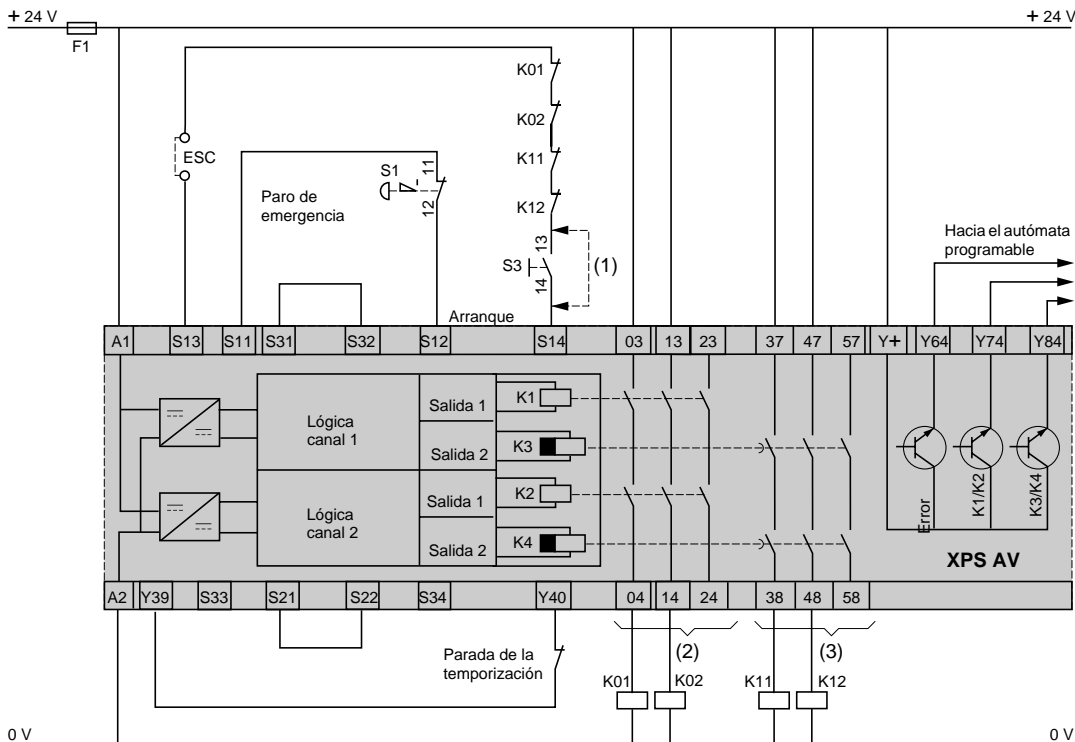 + 24 V
+ 24 V
F1
K01
K02
ESC
K11
S1
11
12
Paro de
emergencia
K12
13
S3
14
(1)
Hacia el autómata
programable
Arranque
A1 S13 S11 S31 S32 S12 S14 03 13 23 37 47 57 Y+ Y64 Y74 Y84
Lógica
canal 1
Salida 1
K1
Salida 2
K3
Lógica
canal 2
Salida 1
K2
Salida 2
K4
Error
K1/K2
K3/K4
XPS AV
A2 Y39 S33 S21 S22 S34 Y40 04 14 24 38 48 58
Parada de la
temporización
(2)
(3)
K01
K02
K11
K12
0 V
0 V